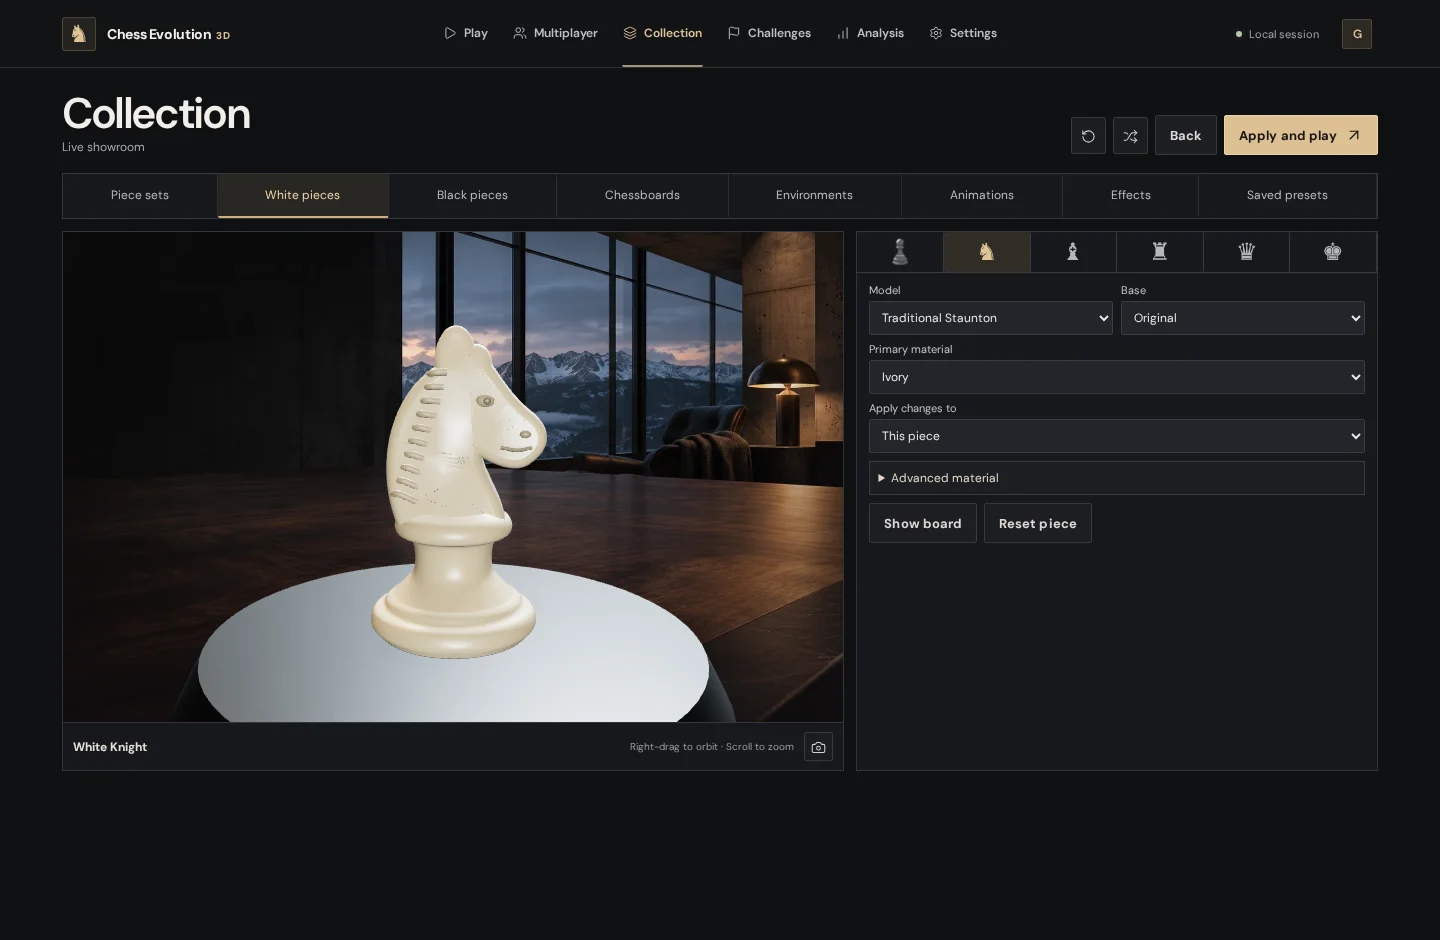 ChessEvolution 3D
Play
Multiplayer
Collection
Challenges
Analysis
Settings
Local session
G
Collection
Live showroom
Back
Apply and play
Piece sets
White pieces
Black pieces
Chessboards
Environments
Animations
Effects
Saved presets
Model
Base
Traditional Staunton
Original
Primary material
Ivory
Apply changes to
This piece
Advanced material
Show board
Reset piece
White Knight
Right-drag to orbit · Scroll to zoom